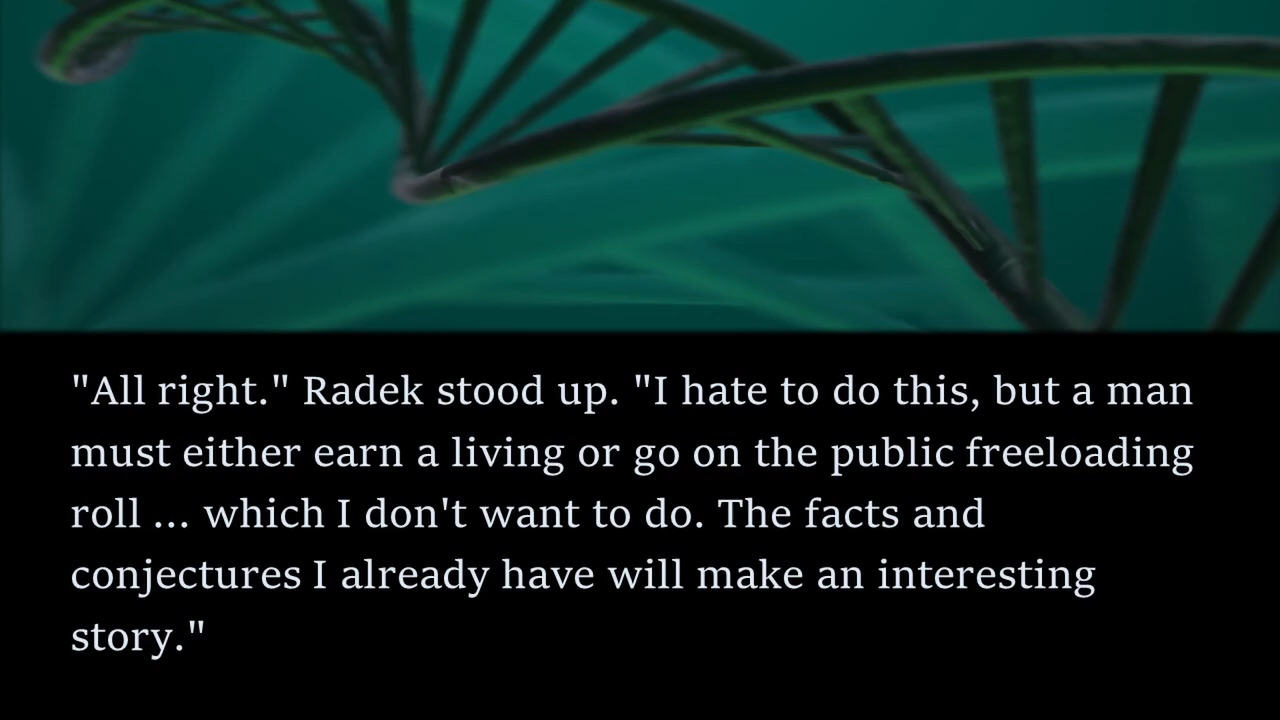 "All right." Radek stood up. "I hate to do this, but a man
must either earn a living or go on the public freeloading
roll ... which I don't want to do. The facts and
conjectures I already have will make an interesting
story."